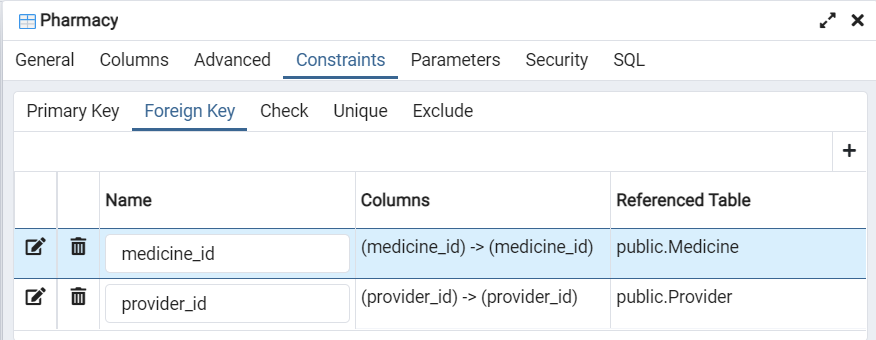 Pharmacy
General Columns Advanced Constraints Parameters Security SQL
Primary Key Foreign Key Check Unique Exclude
Name Columns Referenced Table
medicine_id (medicine_id) -> (medicine_id) public.Medicine
provider_id (provider_id) -> (provider_id) public.Provider